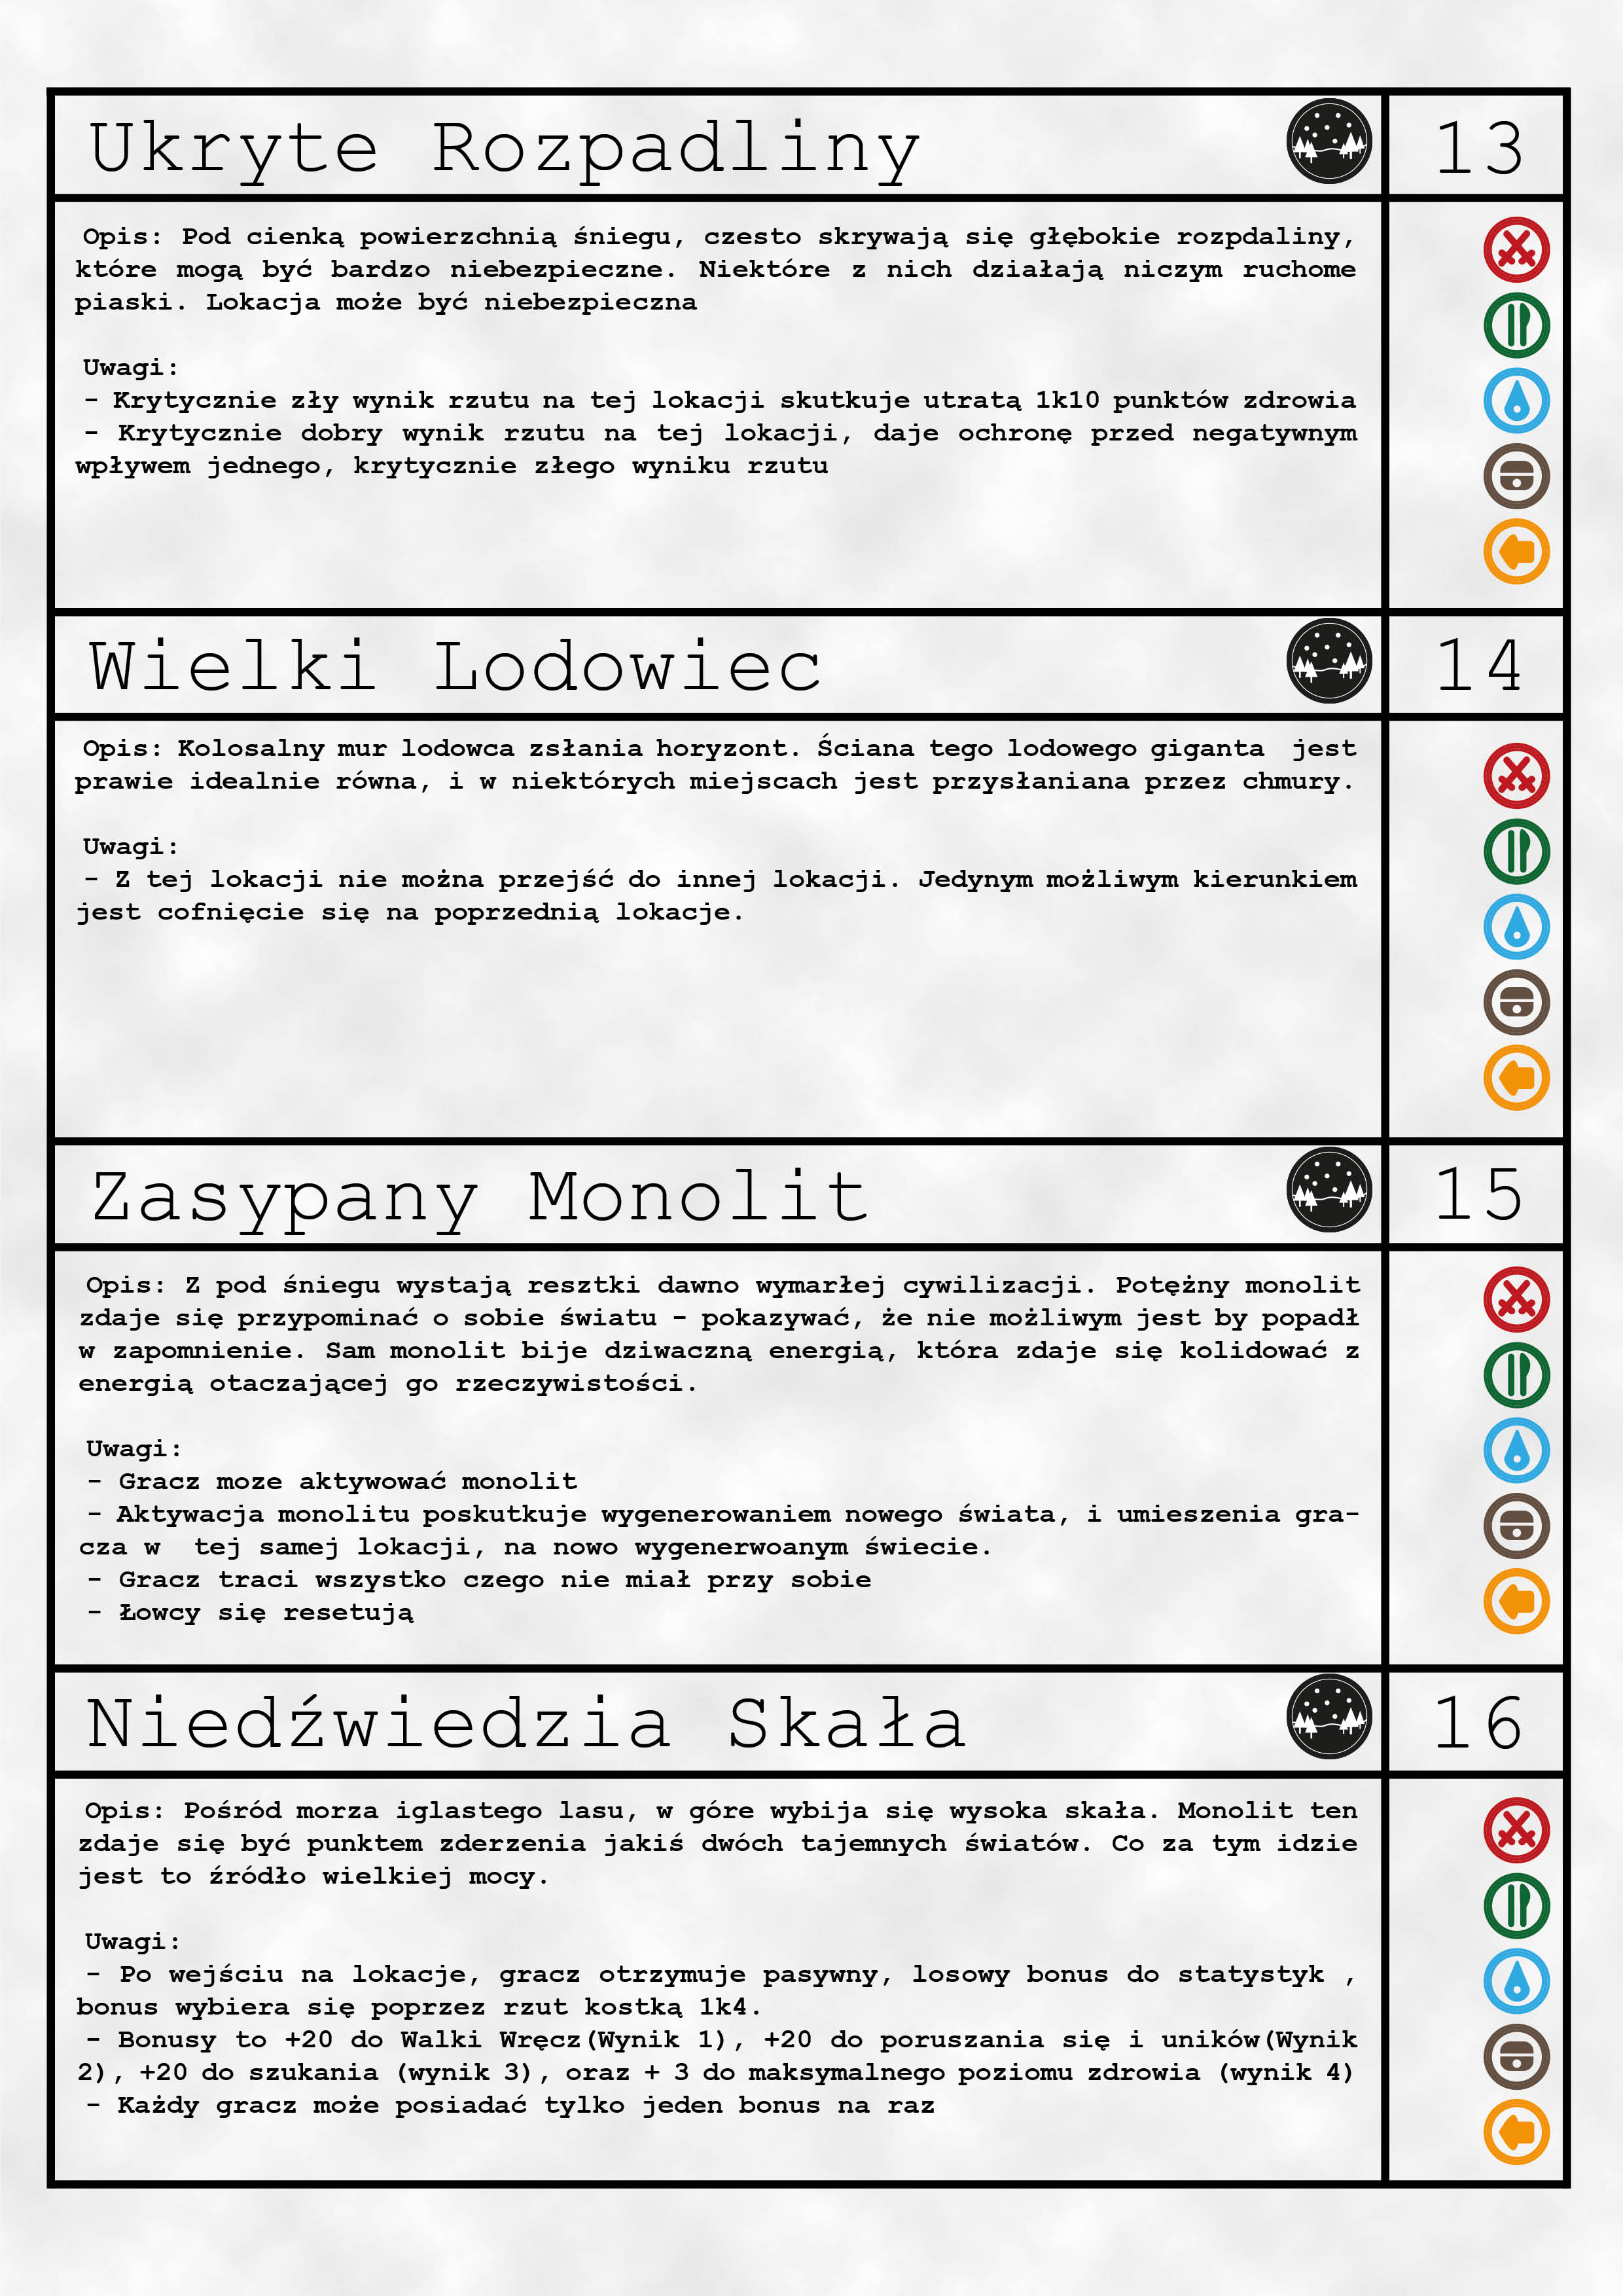 Ukryte Rozpadliny
13
Opis: Pod cienką powierzchnią śniegu, czesto skrywają się głębokie rozpdaliny,
które mogą być bardzo niebezpieczne. Niektóre z nich działają niczym ruchome
piaski. Lokacja może być niebezpieczna
Uwagi:
- Krytycznie zły wynik rzutu na tej lokacji skutkuje utratą 1k10 punktów zdrowia
- Krytycznie dobry wynik rzutu na tej lokacji, daje ochronę przed negatywnym
wpływem jednego, krytycznie złego wyniku rzutu
Wielki Lodowiec
14
Opis: Kolosalny mur lodowca zsłania horyzont. Ściana tego lodowego giganta  jest
prawie idealnie równa, i w niektórych miejscach jest przysłaniana przez chmury.
Uwagi:
- Z tej lokacji nie można przejść do innej lokacji. Jedynym możliwym kierunkiem
jest cofnięcie się na poprzednią lokacje.
Zasypany Monolit
15
Opis: Z pod śniegu wystają resztki dawno wymarłej cywilizacji. Potężny monolit
zdaje się przypominać o sobie światu - pokazywać, że nie możliwym jest by popadł
w zapomnienie. Sam monolit bije dziwaczną energią, która zdaje się kolidować z
energią otaczającej go rzeczywistości.
Uwagi:
- Gracz moze aktywować monolit
- Aktywacja monolitu poskutkuje wygenerowaniem nowego świata, i umieszenia gra-
cza w  tej samej lokacji, na nowo wygenerwoanym świecie.
- Gracz traci wszystko czego nie miał przy sobie
- Łowcy się resetują
Niedźwiedzia Skała
16
Opis: Pośród morza iglastego lasu, w góre wybija się wysoka skała. Monolit ten
zdaje się być punktem zderzenia jakiś dwóch tajemnych światów. Co za tym idzie
jest to źródło wielkiej mocy.
Uwagi:
- Po wejściu na lokacje, gracz otrzymuje pasywny, losowy bonus do statystyk ,
bonus wybiera się poprzez rzut kostką 1k4.
- Bonusy to +20 do Walki Wręcz(Wynik 1), +20 do poruszania się i uników(Wynik
2), +20 do szukania (wynik 3), oraz + 3 do maksymalnego poziomu zdrowia (wynik 4)
- Każdy gracz może posiadać tylko jeden bonus na raz